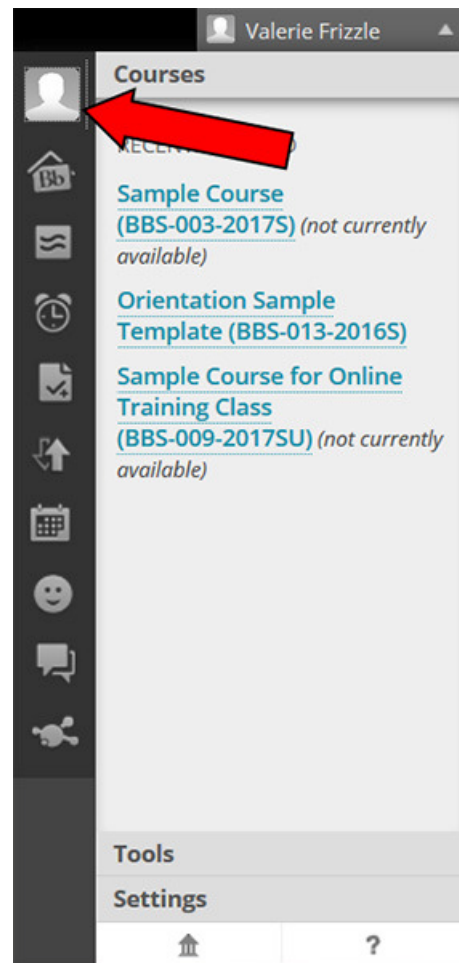 Valerie Frizzle
Courses
Bb
Sample Course
(BBS-003-2017S) (not currently
available)
Orientation Sample
Template (BBS-013-2016S)
Sample Course for Online
Training Class
(BBS-009-2017SU) (not currently
available)
Tools
Settings
?